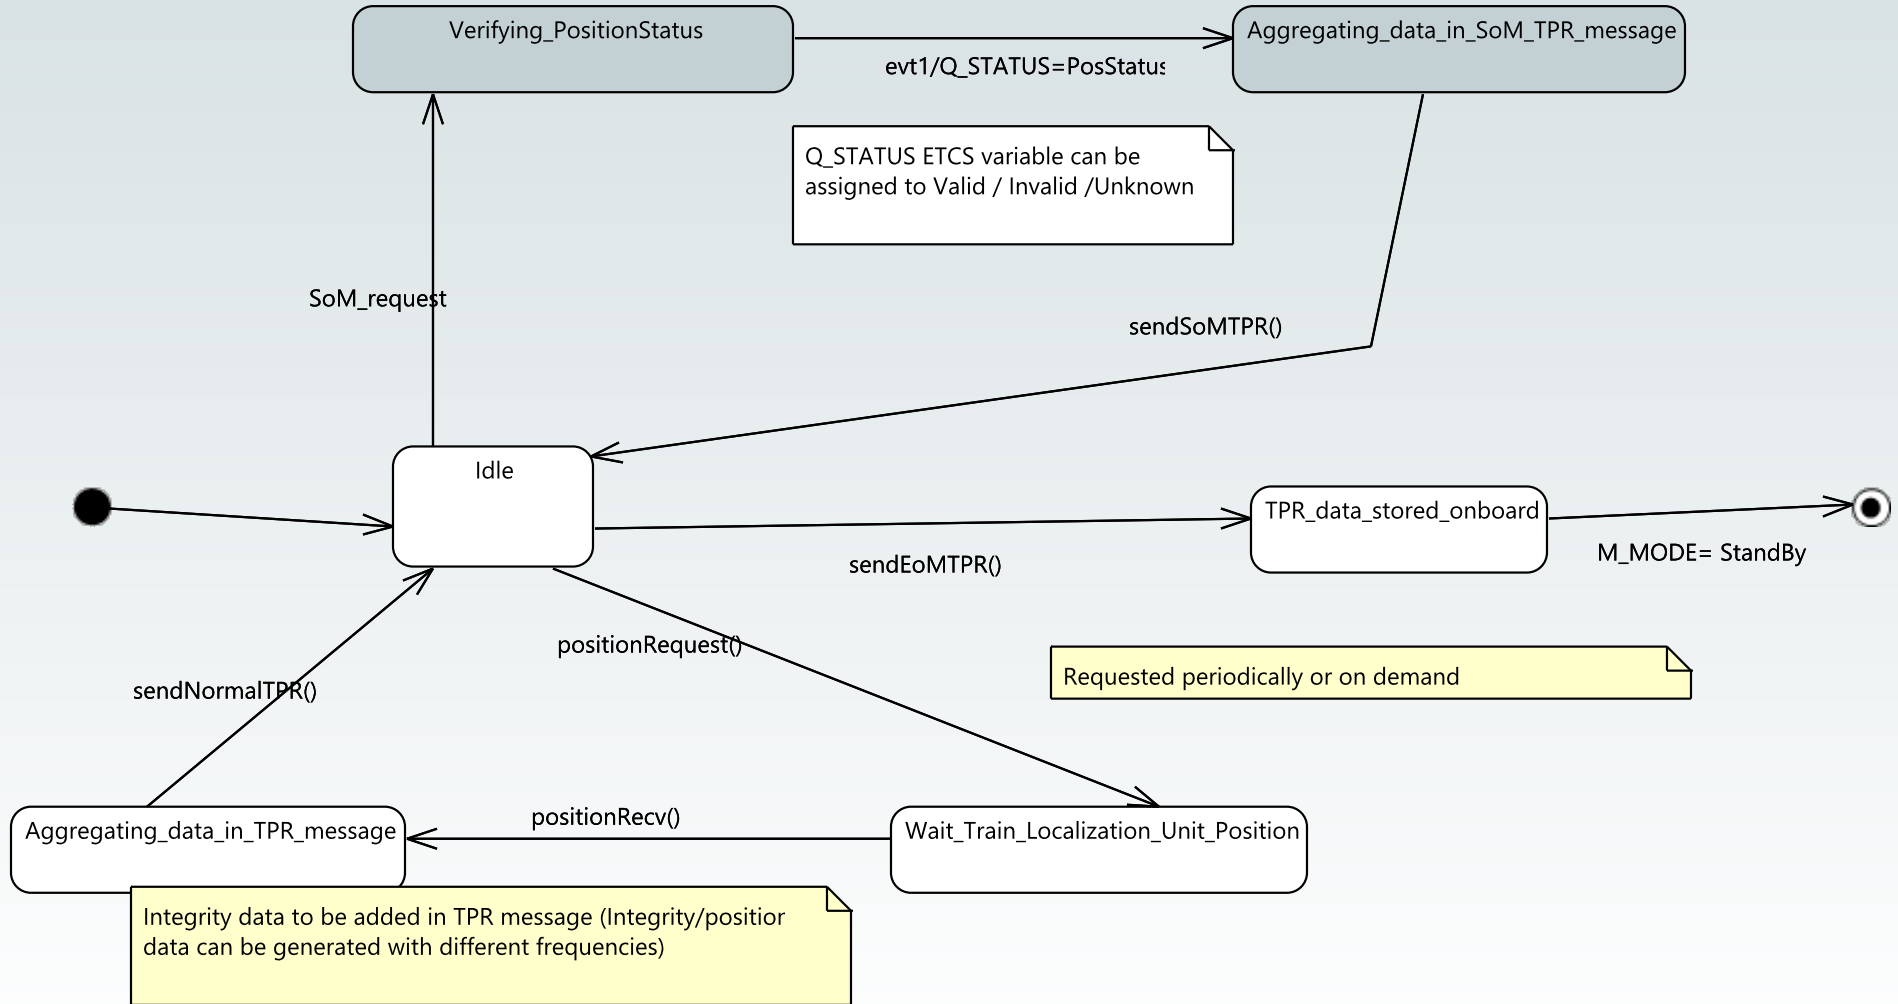 Verifying_PositionStatus
Aggregating_data_in_SoM_TPR_message
evt1/Q_STATUS=PosStatus
Q_STATUS ETCS variable can be
assigned to Valid / Invalid /Unknown
SoM_request
sendSoMTPR()
Idle
TPR_data_stored_onboard
sendEoMTPR()
M_MODE= StandBy
positionRequest()
Requested periodically or on demand
sendNormalTPR()
positionRecv()
Aggregating_data_in_TPR_message
Wait_Train_Localization_Unit_Position
Integrity data to be added in TPR message (Integrity/position
data can be generated with different frequencies)